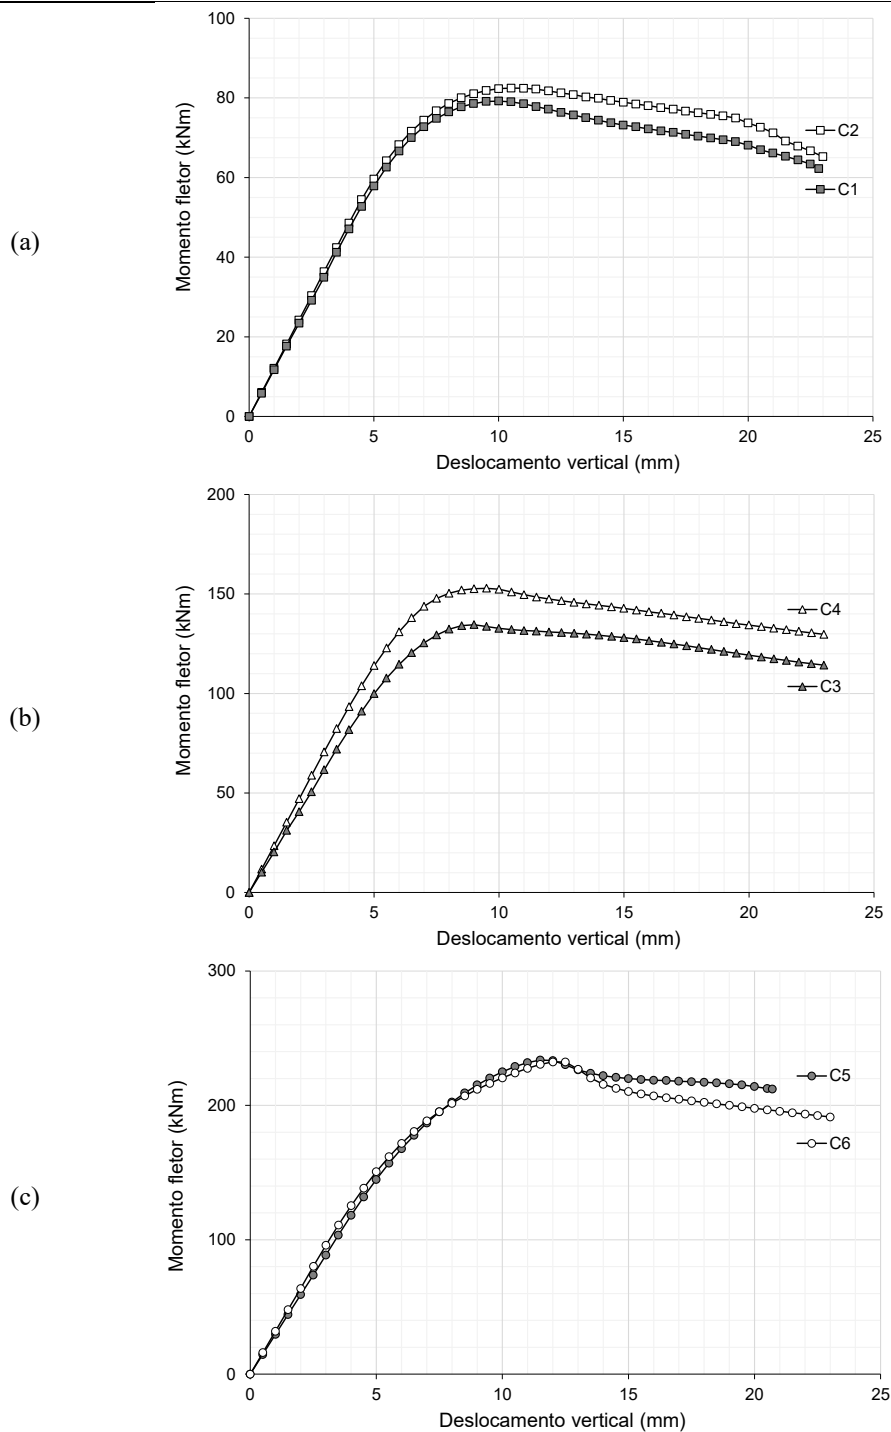 100
80
60
40
20
0
Momento fletor (kNm)
(a)
C2
C1
0 5 10 15 20 25
Deslocamento vertical (mm)
200
150
100
50
0
Momento fletor (kNm)
(b)
C4
C3
0 5 10 15 20 25
Deslocamento vertical (mm)
300
200
100
0
Momento fletor (kNm)
(c)
C5
C6
0 5 10 15 20 25
Deslocamento vertical (mm)